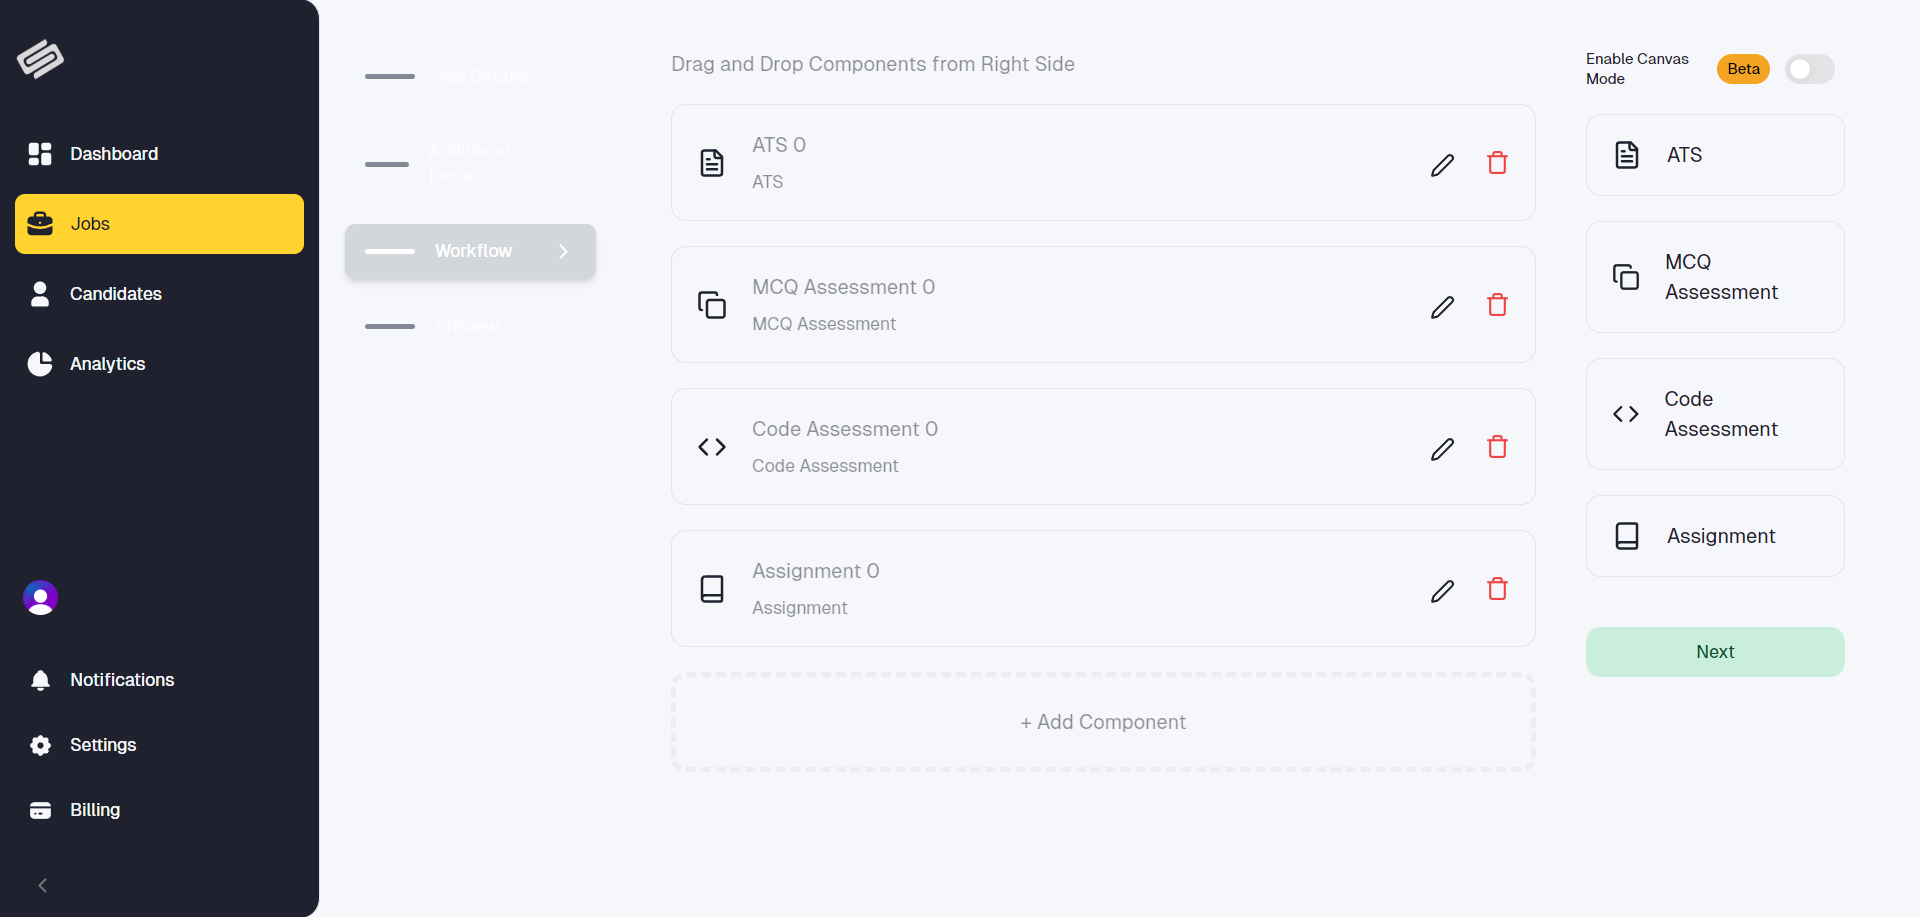 Dashboard
Jobs
Candidates
Analytics
Notifications
Settings
Billing
Job Details
Additional
Details
Workflow
Preview
Drag and Drop Components from Right Side
ATS 0
ATS
MCQ Assessment 0
MCQ Assessment
Code Assessment 0
Code Assessment
Assignment 0
Assignment
+ Add Component
Enable Canvas
Mode
Beta
ATS
MCQ
Assessment
Code
Assessment
Assignment
Next